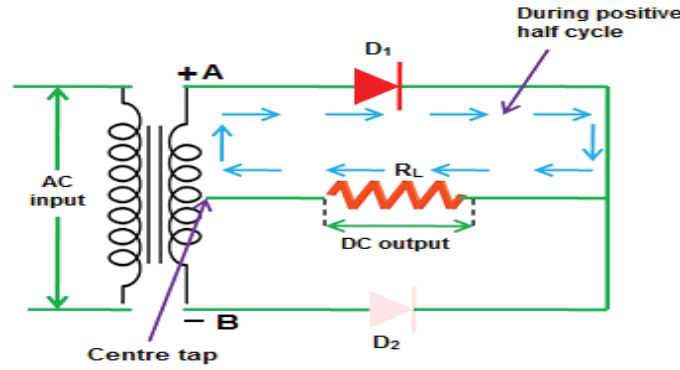 During positive
half cycle
D1
+ A
AC
input
RL
DC output
− B
D2
Centre tap